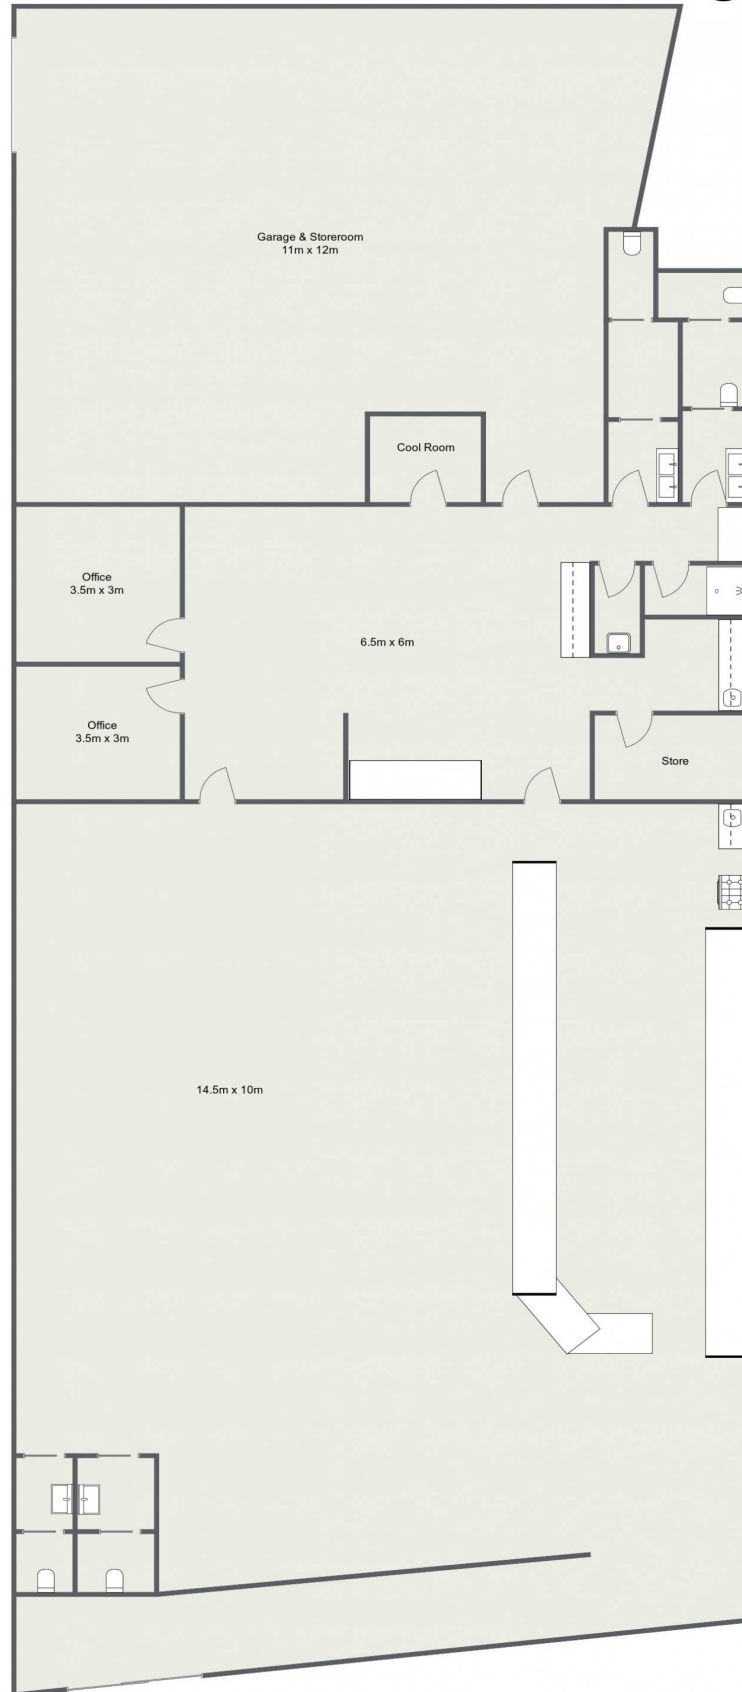 Garage & Storeroom
11m x 12m
Cool Room
Office
3.5m x 3m
6.5m x 6m
Office
3.5m x 3m
Store
14.5m x 10m